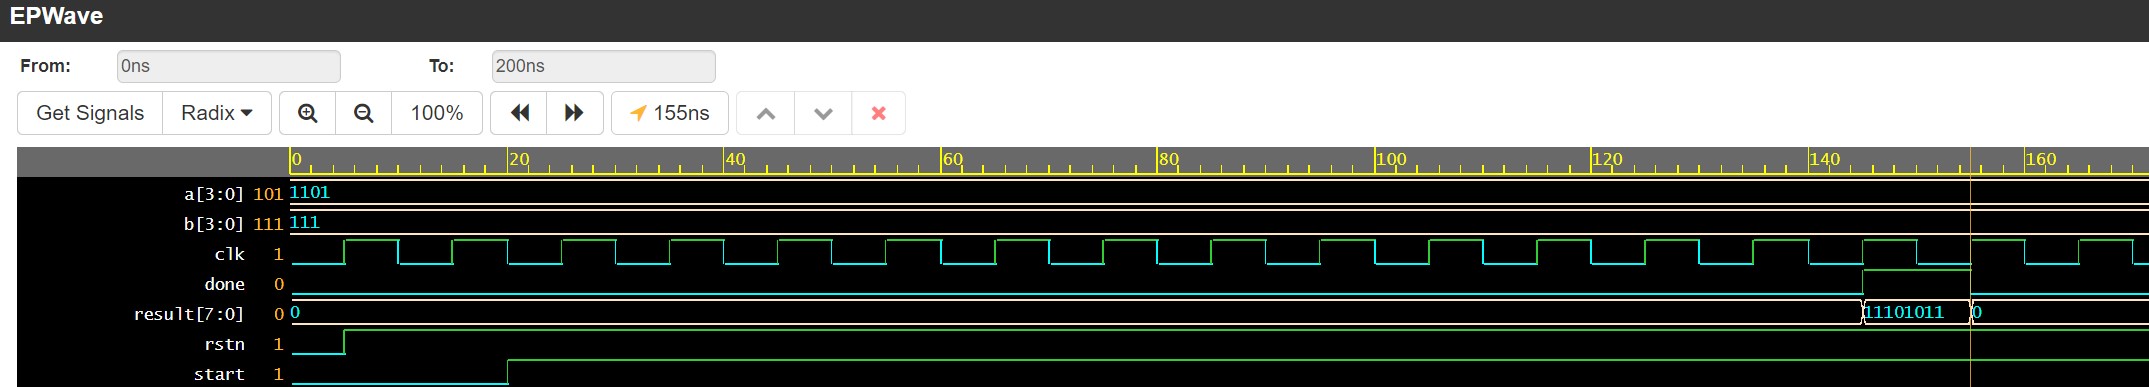 EPWave
From: 0ns To: 200ns
Get Signals Radix 100% 155ns
0 20 40 60 80 100 120 140 160
a[3:0] 101 1101
b[3:0] 111 111
clk 1
done 0
result[7:0] 0 0 11101011 0
rstn 1
start 1